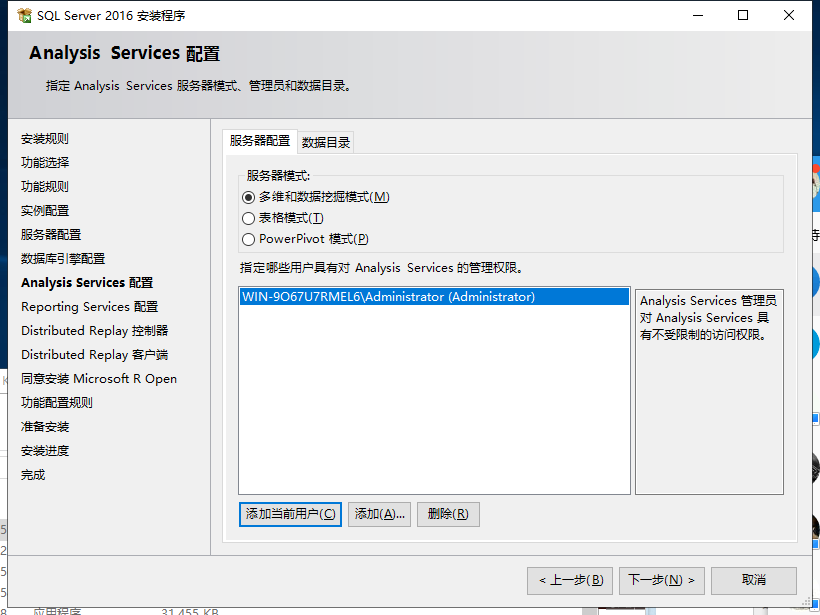 SQL Server 2016 安装程序
Analysis Services 配置
指定 Analysis Services 服务器模式、管理员和数据目录。
安装规则
功能选择
功能规则
实例配置
服务器配置
数据库引擎配置
Analysis Services 配置
Reporting Services 配置
Distributed Replay 控制器
Distributed Replay 客户端
同意安装 Microsoft R Open
功能配置规则
准备安装
安装进度
完成
服务器配置 数据目录
服务器模式:
多维和数据挖掘模式(M)
表格模式(T)
PowerPivot 模式(P)
指定哪些用户具有对 Analysis Services 的管理权限。
WIN-9O67U7RMEL6\Administrator (Administrator)
Analysis Services 管理员
对 Analysis Services 具
有不受限制的访问权限。
添加当前用户(C) 添加(A)... 删除(R)
< 上一步(B) 下一步(N) > 取消
应用程序 31,455 KB